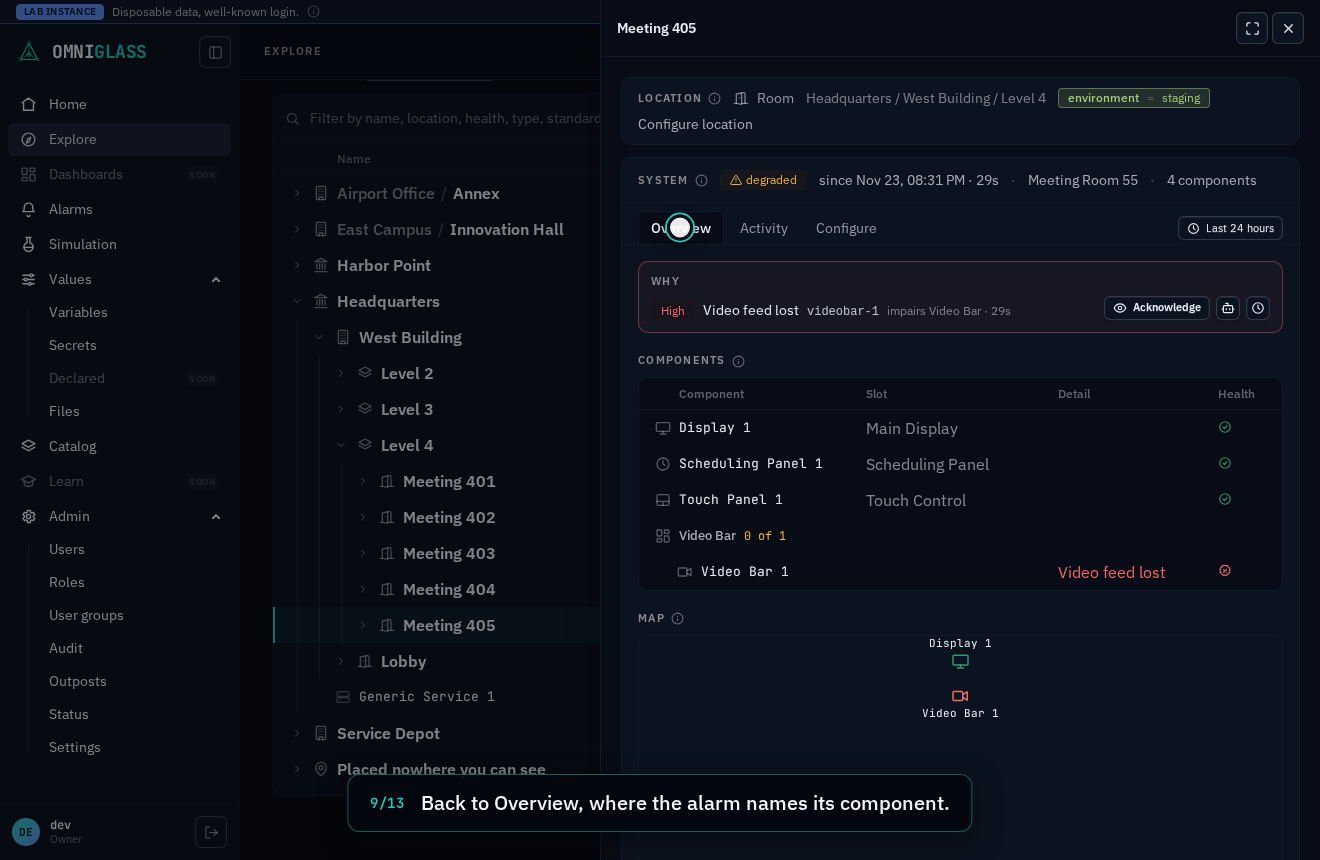 LAB INSTANCE Disposable data, well-known login.
OMNIGLASS
Home
Explore
Dashboards SOON
Alarms
Simulation
Values
Variables
Secrets
Declared SOON
Files
Catalog
Learn SOON
Admin
Users
Roles
User groups
Audit
Outposts
Status
Settings
DE dev
Owner
EXPLORE
Filter by name, location, health, type, standard
Name
Airport Office / Annex
East Campus / Innovation Hall
Harbor Point
Headquarters
West Building
Level 2
Level 3
Level 4
Meeting 401
Meeting 402
Meeting 403
Meeting 404
Meeting 405
Lobby
Generic Service 1
Service Depot
Placed nowhere you can see
Meeting 405
LOCATION Room Headquarters / West Building / Level 4 environment = staging
Configure location
SYSTEM degraded since Nov 23, 08:31 PM · 29s · Meeting Room 55 · 4 components
Overview Activity Configure Last 24 hours
WHY
High Video feed lost videobar-1 impairs Video Bar · 29s Acknowledge
COMPONENTS
Component Slot Detail Health
Display 1 Main Display
Scheduling Panel 1 Scheduling Panel
Touch Panel 1 Touch Control
Video Bar 0 of 1
Video Bar 1 Video feed lost
MAP
Display 1
Video Bar 1
9/13 Back to Overview, where the alarm names its component.